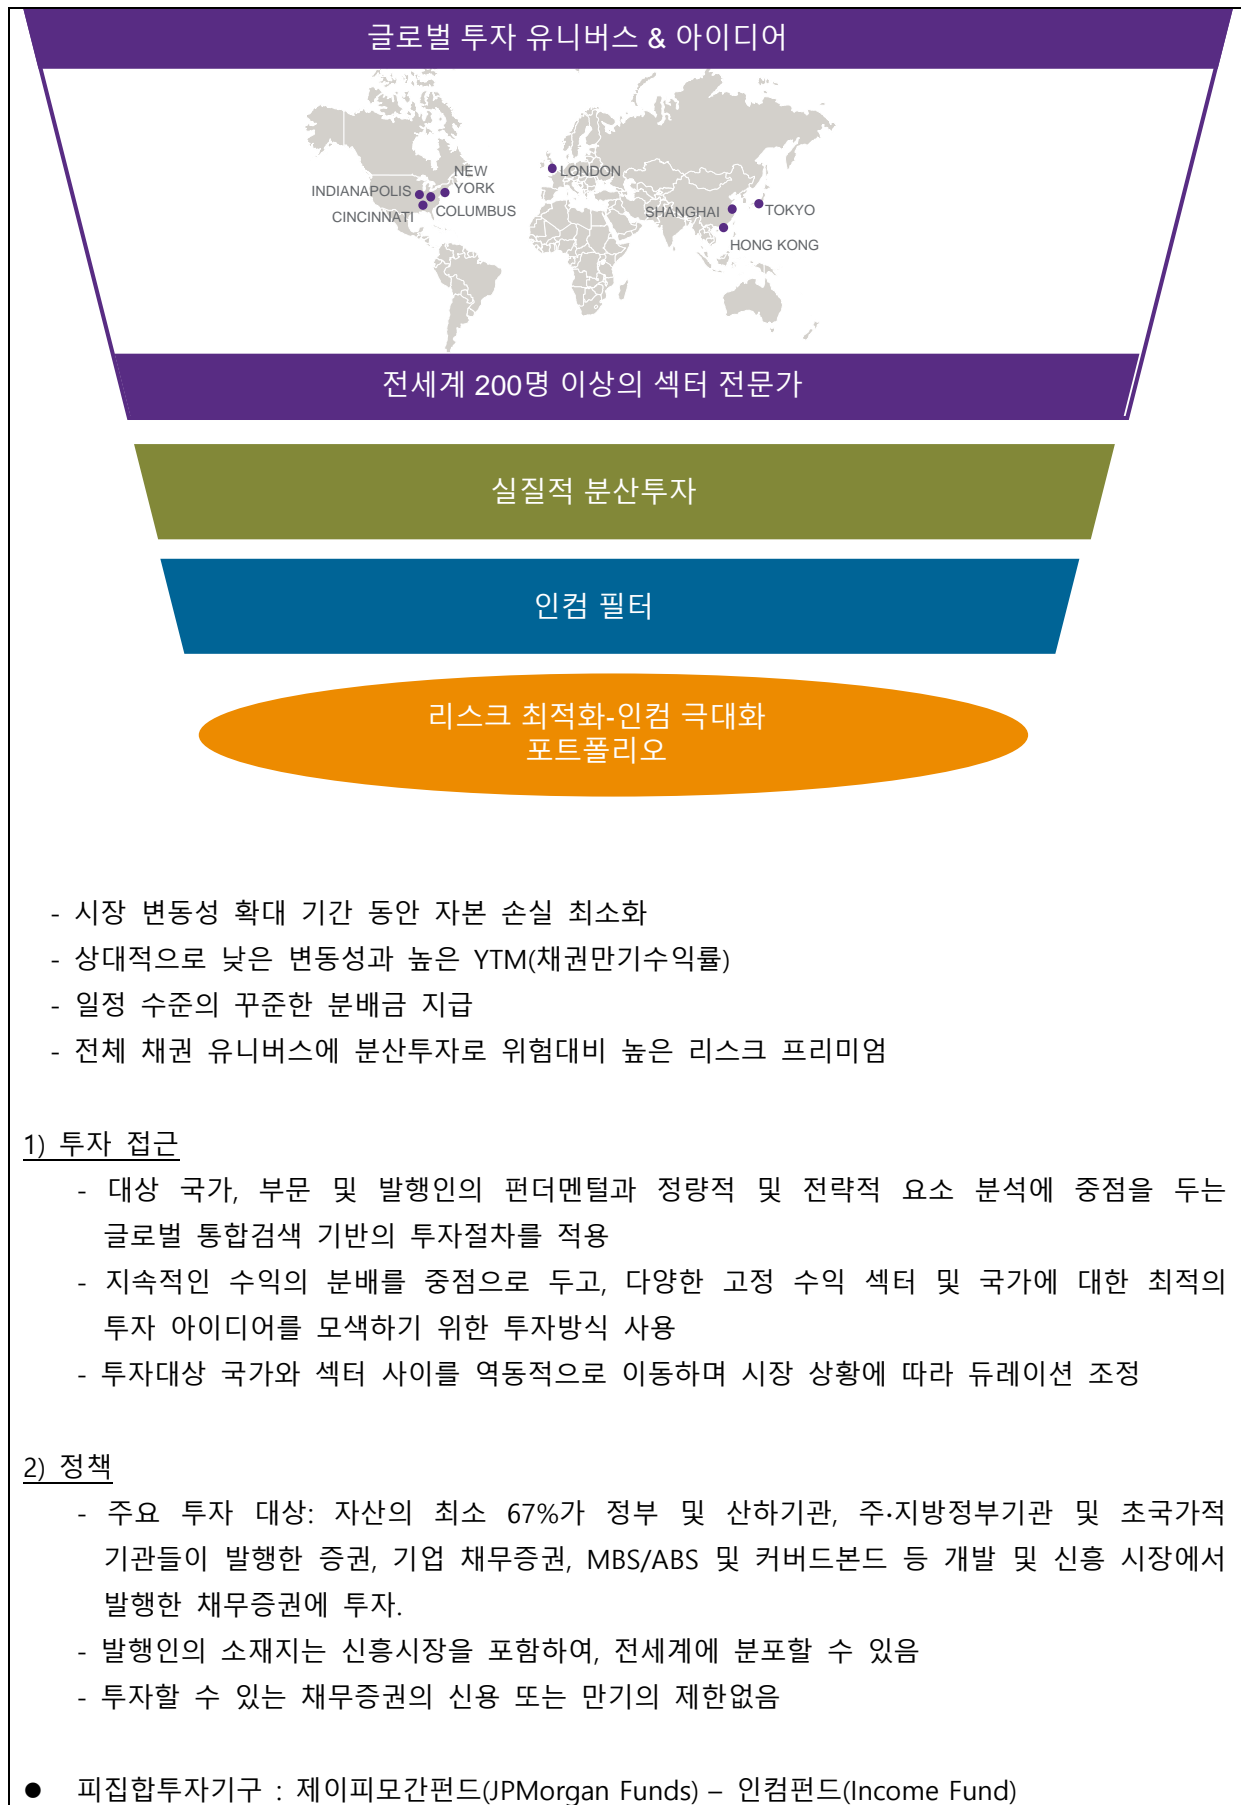 글로벌 투자 유니버스 & 아이디어
NEW
YORK
INDIANAPOLIS
CINCINNATI
COLUMBUS
LONDON
SHANGHAI
TOKYO
HONG KONG
전세계 200명 이상의 섹터 전문가
실질적 분산투자
인컴 필터
리스크 최적화-인컴 극대화
포트폴리오
- 시장 변동성 확대 기간 동안 자본 손실 최소화
- 상대적으로 낮은 변동성과 높은 YTM(채권만기수익률)
- 일정 수준의 꾸준한 분배금 지급
- 전체 채권 유니버스에 분산투자로 위험대비 높은 리스크 프리미엄
1) 투자 접근
- 대상 국가, 부문 및 발행인의 펀더멘털과 정량적 및 전략적 요소 분석에 중점을 두는
글로벌 통합검색 기반의 투자절차를 적용
- 지속적인 수익의 분배를 중점으로 두고, 다양한 고정 수익 섹터 및 국가에 대한 최적의
투자 아이디어를 모색하기 위한 투자방식 사용
- 투자대상 국가와 섹터 사이를 역동적으로 이동하며 시장 상황에 따라 듀레이션 조정
2) 정책
- 주요 투자 대상: 자산의 최소 67%가 정부 및 산하기관, 주·지방정부기관 및 초국가적
기관들이 발행한 증권, 기업 채무증권, MBS/ABS 및 커버드본드 등 개발 및 신흥 시장에서
발행한 채무증권에 투자.
- 발행인의 소재지는 신흥시장을 포함하여, 전세계에 분포할 수 있음
- 투자할 수 있는 채무증권의 신용 또는 만기의 제한없음
● 피집합투자기구 : 제이피모간펀드(JPMorgan Funds) – 인컴펀드(Income Fund)